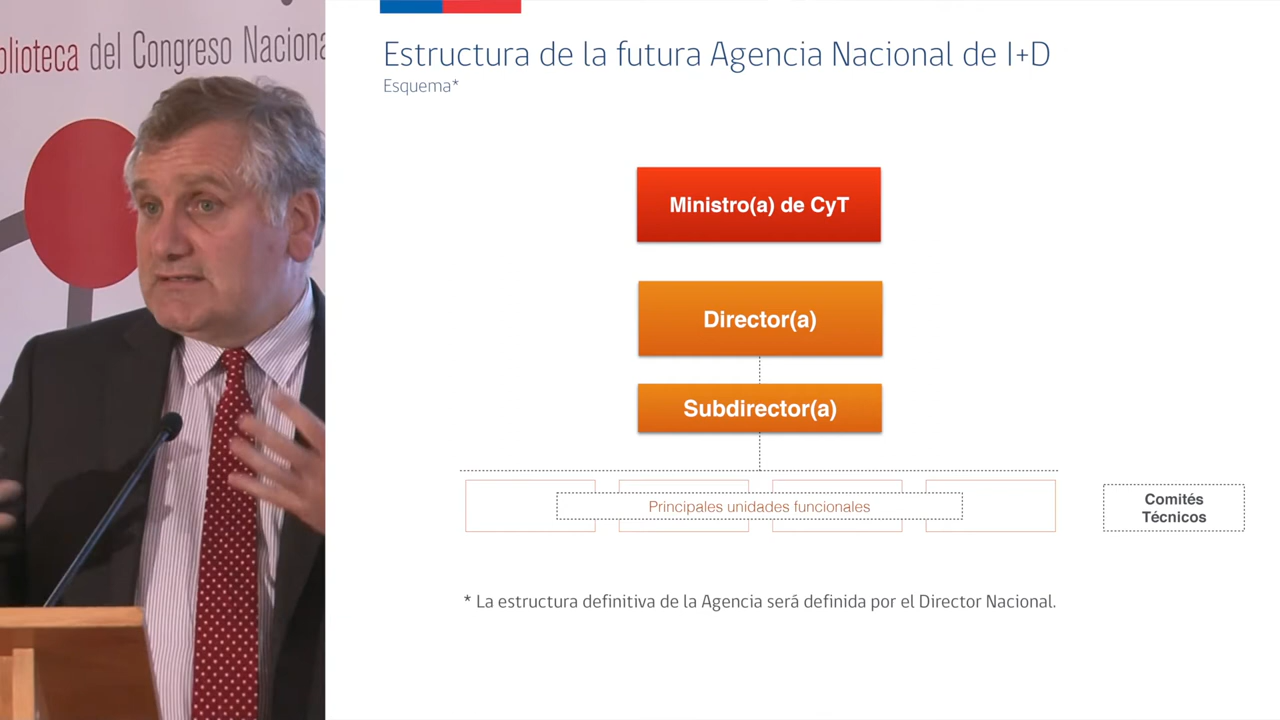 blioteca del Congreso Naciona
Estructura de la futura Agencia Nacional de I+D
Esquema*
Ministro(a) de CyT
Director(a)
Subdirector(a)
Principales unidades funcionales
Comités
Técnicos
* La estructura definitiva de la Agencia será definida por el Director Nacional.